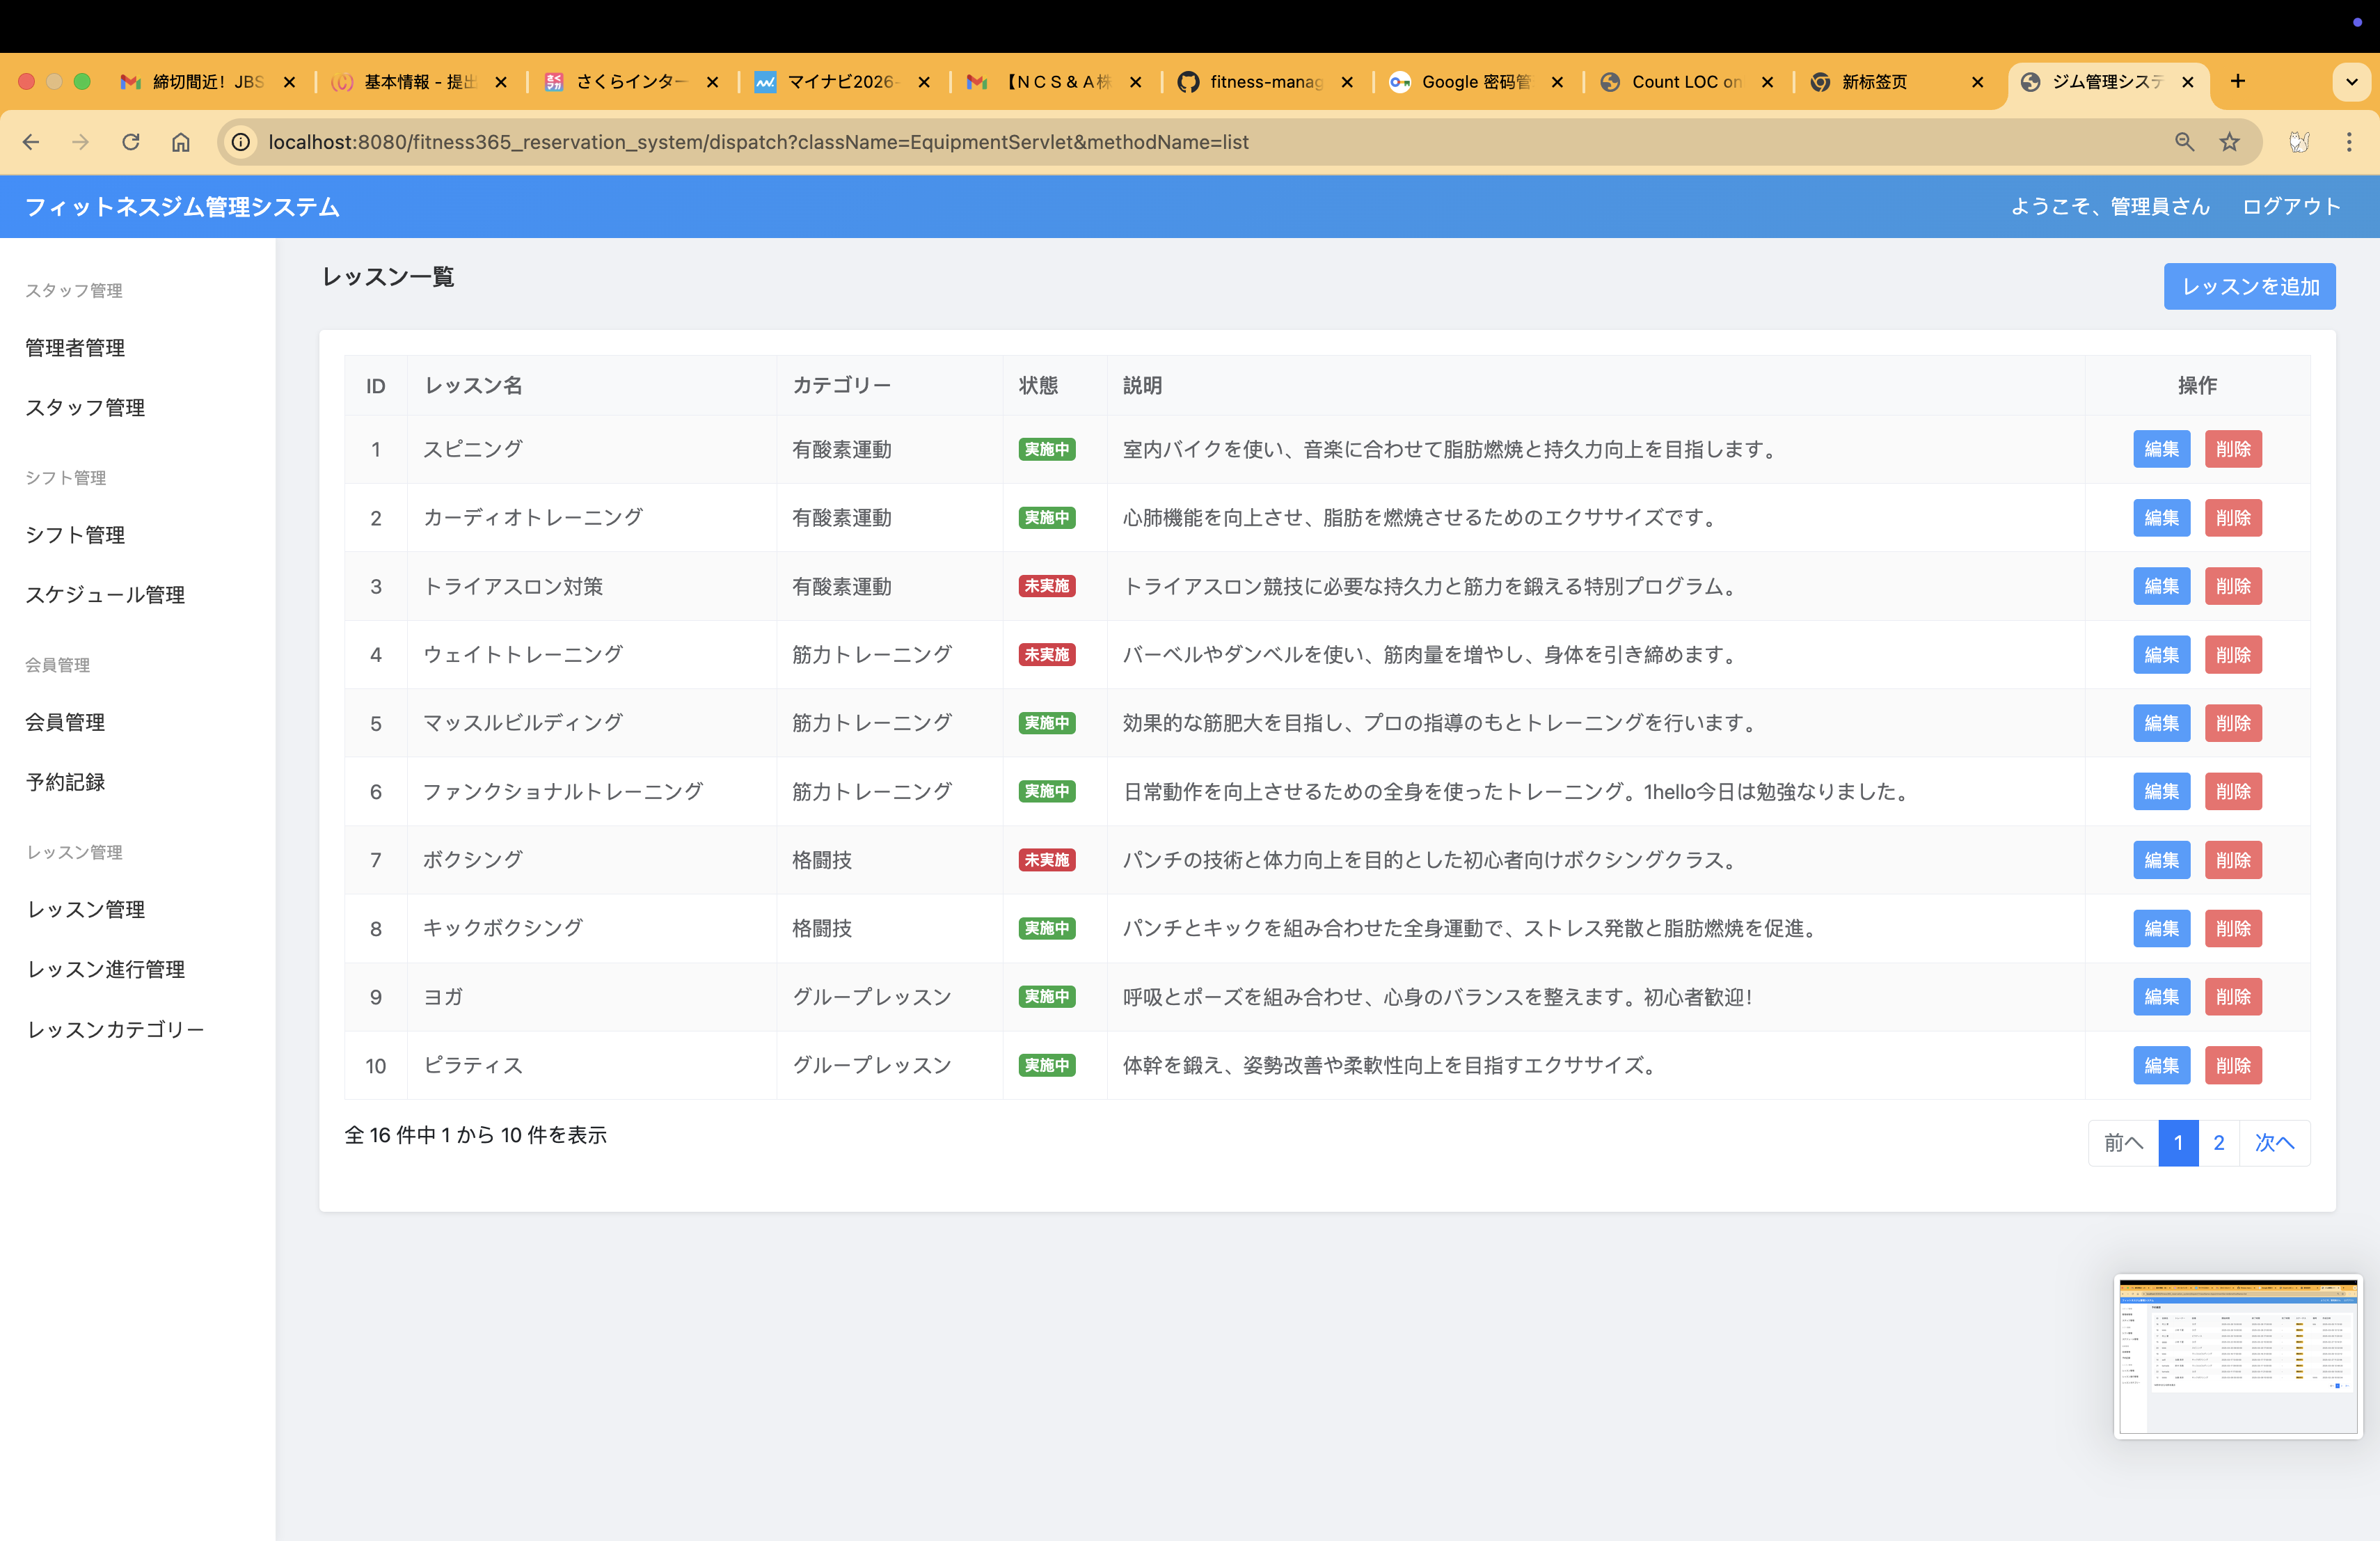 締切間近！JBS
基本情報 - 提出
さくらインター
マイナビ2026-
【ＮＣＳ＆Ａ株
fitness-manag
Google 密码管
Count LOC on
新标签页
ジム管理システ
localhost:8080/fitness365_reservation_system/dispatch?className=EquipmentServlet&methodName=list
フィットネスジム管理システム
ようこそ、管理員さん ログアウト
スタッフ管理
管理者管理
スタッフ管理
シフト管理
シフト管理
スケジュール管理
会員管理
会員管理
予約記録
レッスン管理
レッスン管理
レッスン進行管理
レッスンカテゴリー
レッスン一覧
レッスンを追加
ID レッスン名 カテゴリー 状態 説明 操作
1 スピニング 有酸素運動 実施中 室内バイクを使い、音楽に合わせて脂肪燃焼と持久力向上を目指します。 編集 削除
2 カーディオトレーニング 有酸素運動 実施中 心肺機能を向上させ、脂肪を燃焼させるためのエクササイズです。 編集 削除
3 トライアスロン対策 有酸素運動 未実施 トライアスロン競技に必要な持久力と筋力を鍛える特別プログラム。 編集 削除
4 ウェイトトレーニング 筋力トレーニング 未実施 バーベルやダンベルを使い、筋肉量を増やし、身体を引き締めます。 編集 削除
5 マッスルビルディング 筋力トレーニング 実施中 効果的な筋肥大を目指し、プロの指導のもとトレーニングを行います。 編集 削除
6 ファンクショナルトレーニング 筋力トレーニング 実施中 日常動作を向上させるための全身を使ったトレーニング。1hello今日は勉強なりました。 編集 削除
7 ボクシング 格闘技 未実施 パンチの技術と体力向上を目的とした初心者向けボクシングクラス。 編集 削除
8 キックボクシング 格闘技 実施中 パンチとキックを組み合わせた全身運動で、ストレス発散と脂肪燃焼を促進。 編集 削除
9 ヨガ グループレッスン 実施中 呼吸とポーズを組み合わせ、心身のバランスを整えます。初心者歓迎！ 編集 削除
10 ピラティス グループレッスン 実施中 体幹を鍛え、姿勢改善や柔軟性向上を目指すエクササイズ。 編集 削除
全 16 件中 1 から 10 件を表示
前へ 1 2 次へ